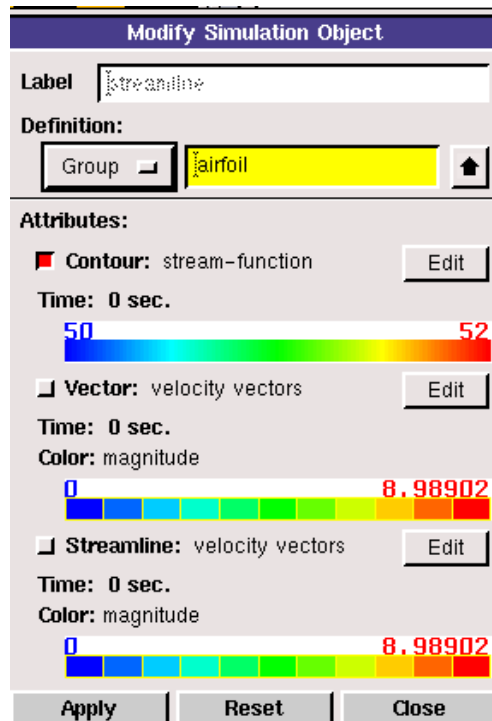 Modify Simulation Object
Label streamline
Definition:
Group airfoil
Attributes:
Contour: stream-function Edit
Time: 0 sec.
50 52
Vector: velocity vectors Edit
Time: 0 sec.
Color: magnitude
0 8.98902
Streamline: velocity vectors Edit
Time: 0 sec.
Color: magnitude
0 8.98902
Apply Reset Close